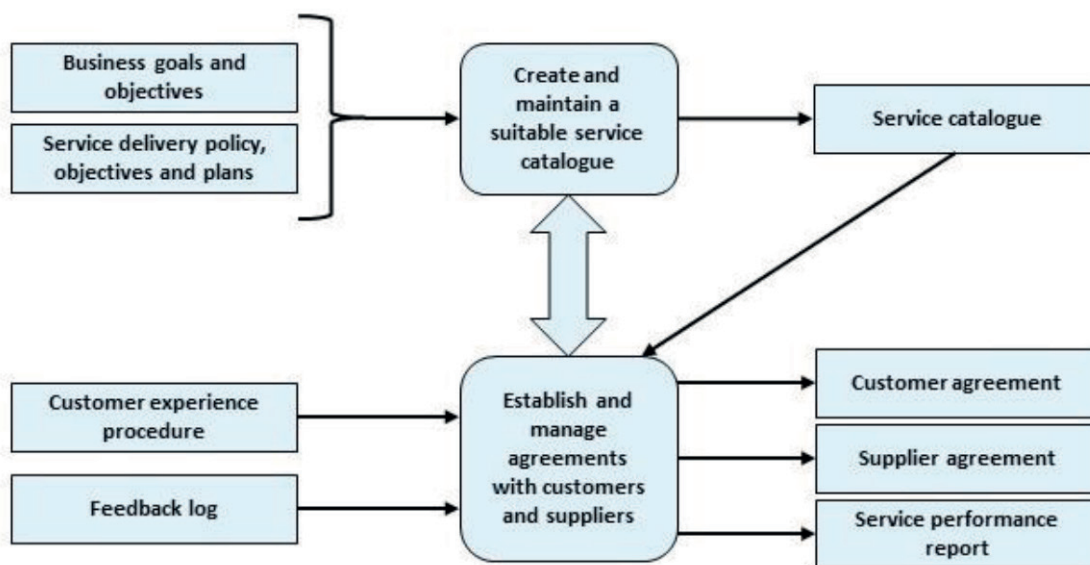 Business goals and
objectives
Service delivery policy,
objectives and plans
Create and
maintain a
suitable service
catalogue
Service catalogue
Customer experience
procedure
Feedback log
Establish and
manage
agreements
with customers
and suppliers
Customer agreement
Supplier agreement
Service performance
report